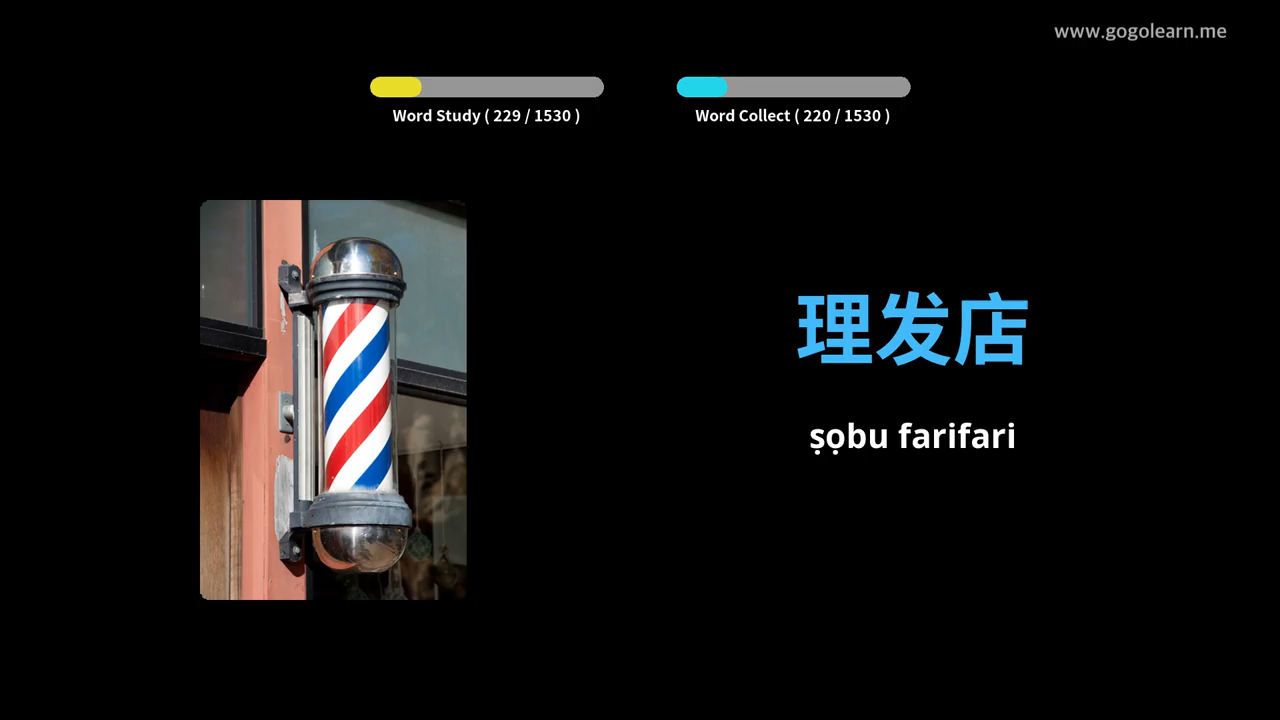 www.gogolearn.me
Word Study ( 229 / 1530 )
Word Collect ( 220 / 1530 )
理发店
ṣọbu farifari